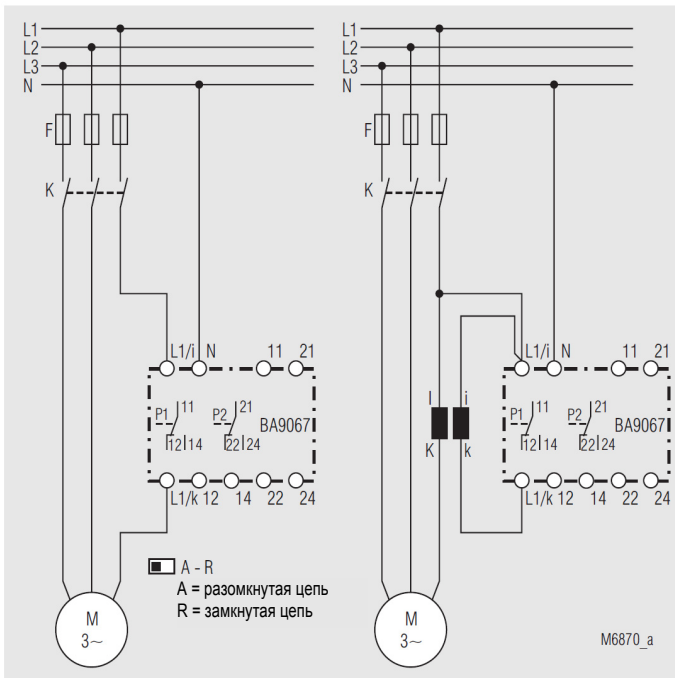 L1 L1
L2 L2
L3 L3
N N
F F
K K
L1/i N 11 21 L1/i N 11 21
P1 11 P2 21 P1 11 P2 21
BA9067 BA9067
12 14 22 24 12 14 22 24
l i
K k
L1/k 12 14 22 24 L1/k 12 14 22 24
A - R
A = разомкнутая цепь
R = замкнутая цепь
M M
3~ 3~
M6870_a